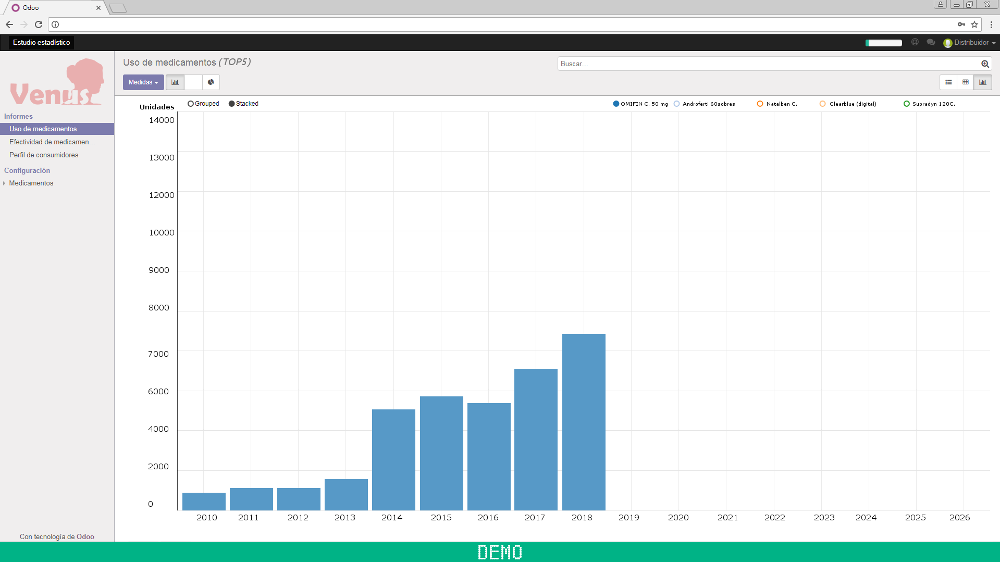 Odoo
Estudio estadístico
Distribuidor
Venus
Uso de medicamentos (TOP5)
Buscar...
Medidas
Informes
Uso de medicamentos
Efectividad de medicamen...
Perfil de consumidores
Configuración
Medicamentos
Con tecnología de Odoo
Unidades
Grouped
Stacked
OMIFIN C. 50 mg
Androferti 60sobres
Natalben C.
Clearblue (digital)
Supradyn 120C.
14000
13000
12000
10000
9000
8000
7000
6000
4000
2000
0
2010 2011 2012 2013 2014 2015 2016 2017 2018 2019 2020 2021 2022 2023 2024 2025 2026
DEMO